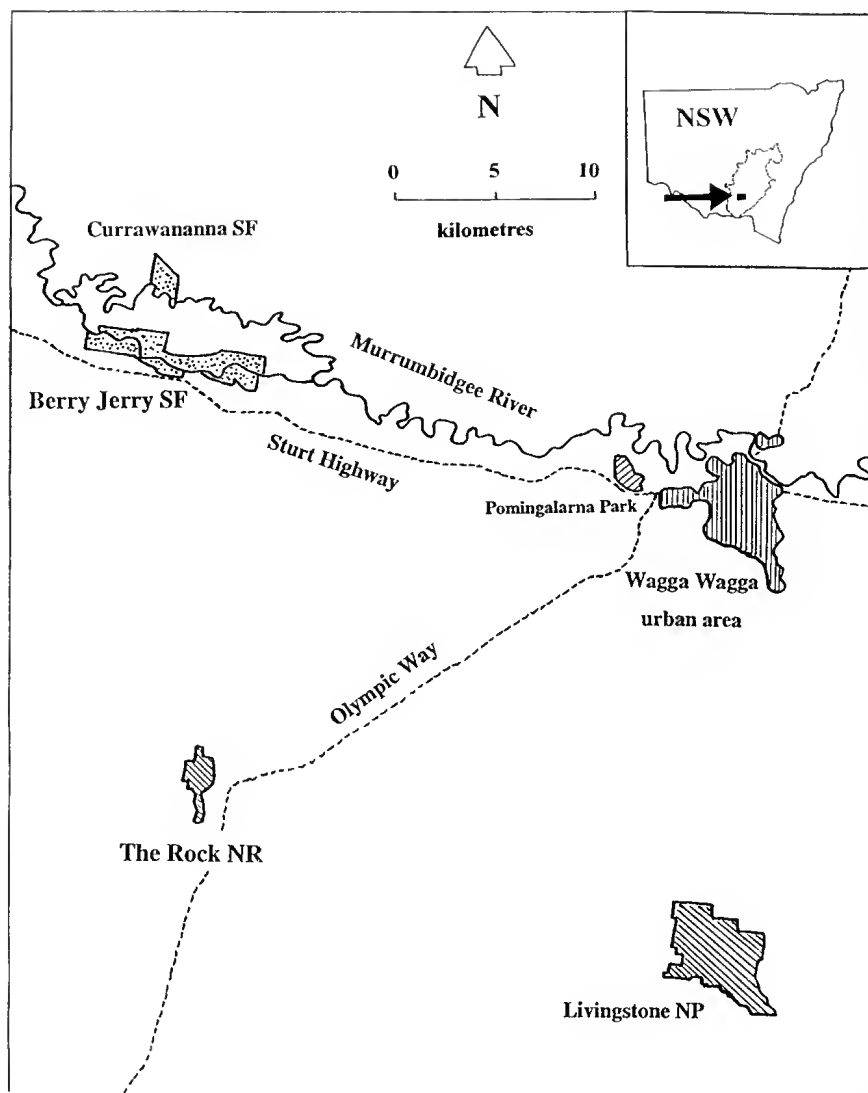 NSW
N
0 5 10
kilometres
Currawananna SF
Murrumbidgee River
Berry Jerry SF
Sturt Highway
Pomingalarna Park
Wagga Wagga
urban area
Olympic Way
The Rock NR
Livingstone NP